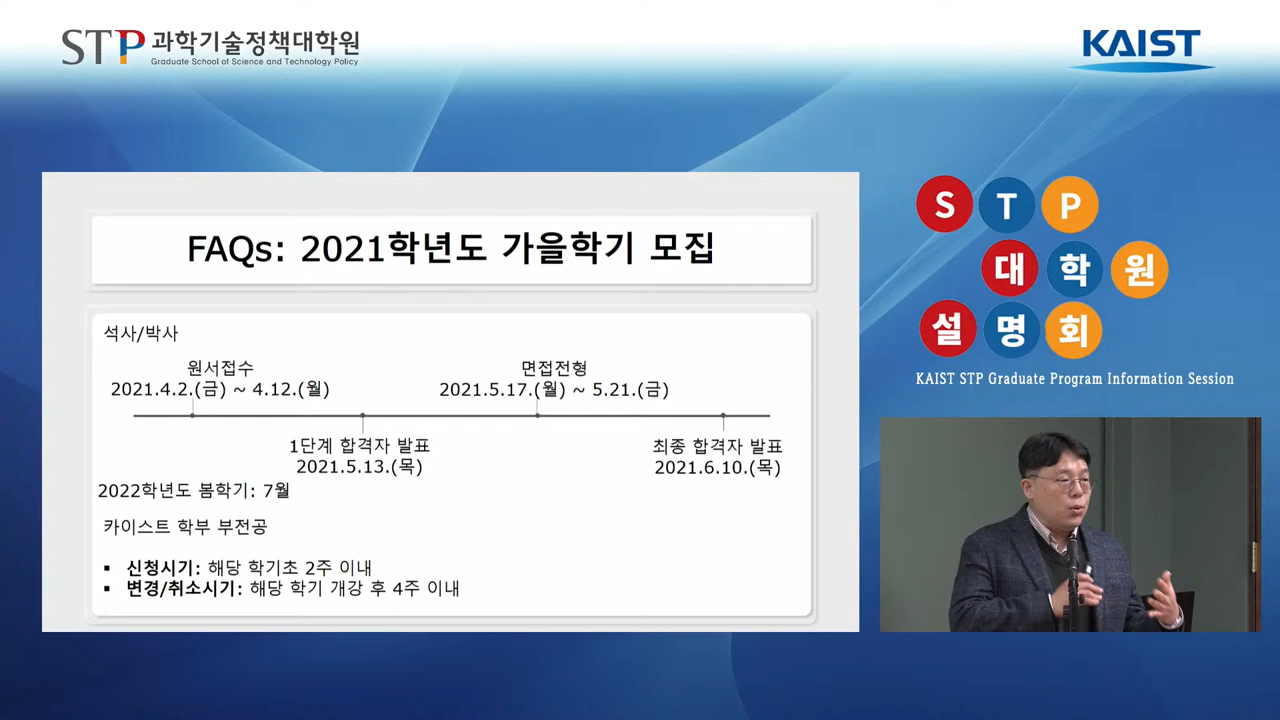 STP 과학기술정책대학원
Graduate School of Science and Technology Policy
KAIST
FAQs: 2021학년도 가을학기 모집
석사/박사
원서접수
2021.4.2.(금) ~ 4.12.(월)
면접전형
2021.5.17.(월) ~ 5.21.(금)
1단계 합격자 발표
2021.5.13.(목)
최종 합격자 발표
2021.6.10.(목)
2022학년도 봄학기: 7월
카이스트 학부 부전공
▪ 신청시기: 해당 학기초 2주 이내
▪ 변경/취소시기: 해당 학기 개강 후 4주 이내
STP
대학원
설명회
KAIST STP Graduate Program Information Session